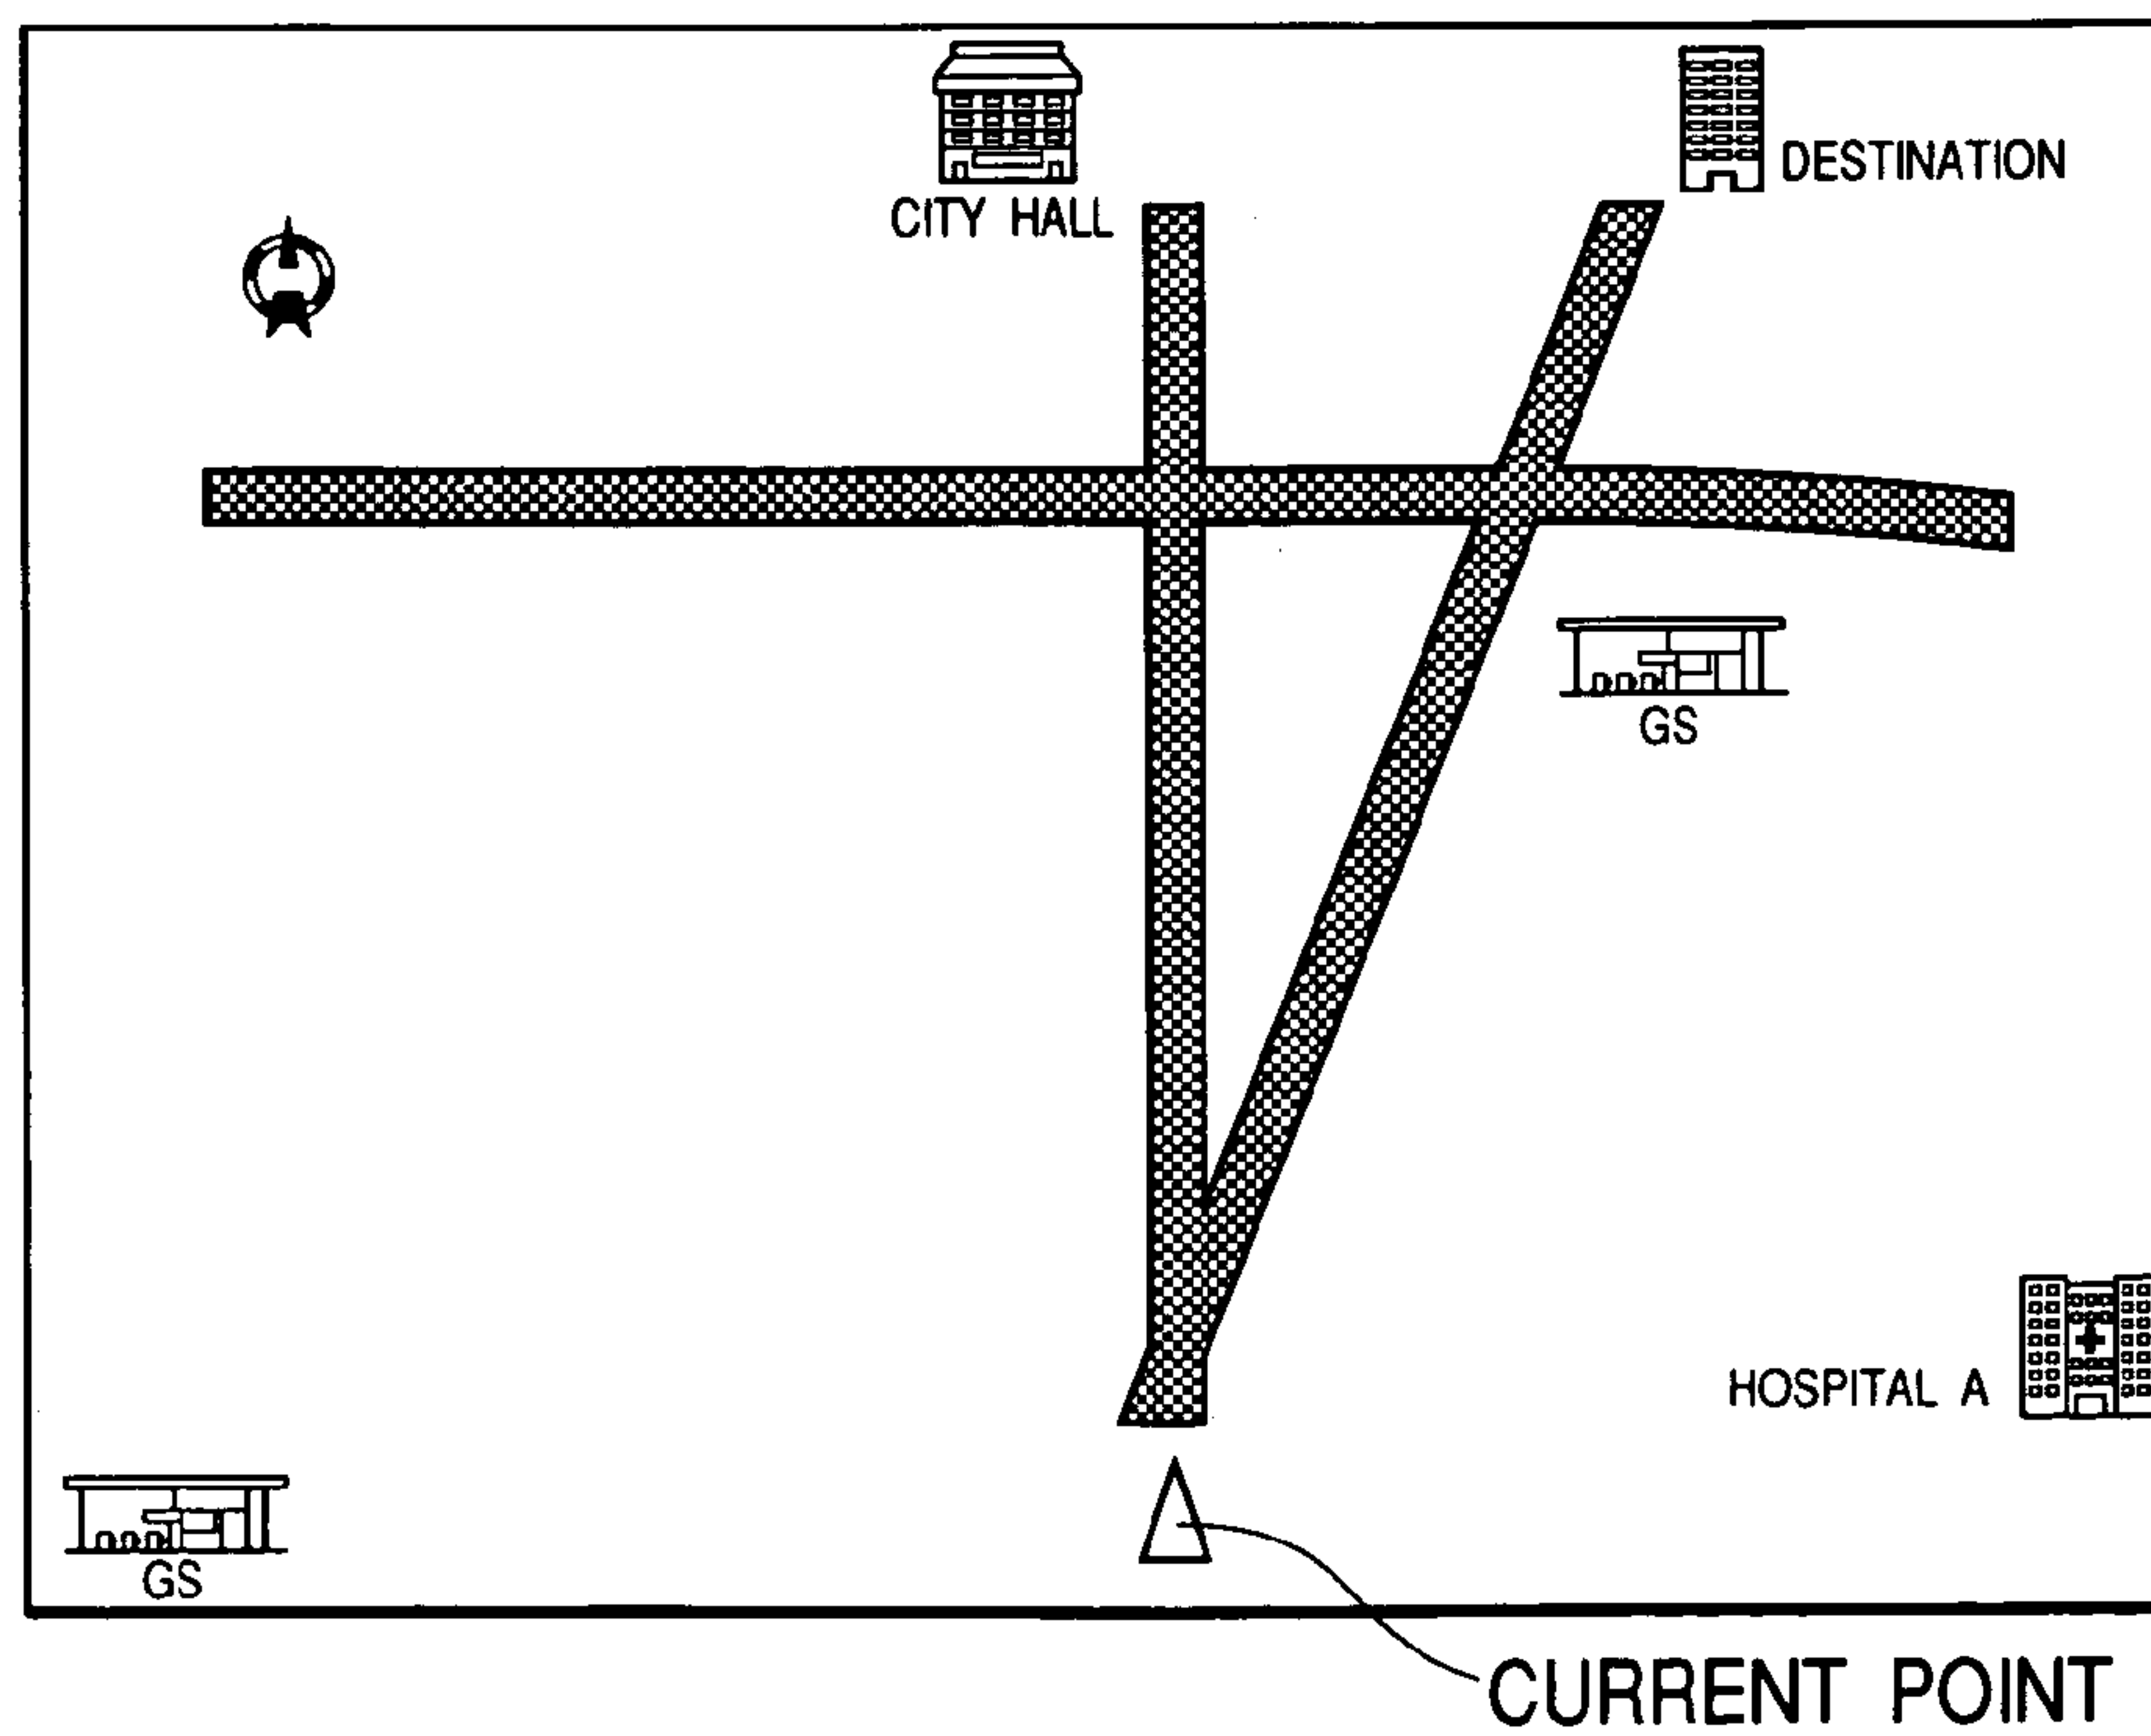 DESTINATION
CITY HALL
GS
HOSPITAL A
GS
CURRENT POINT